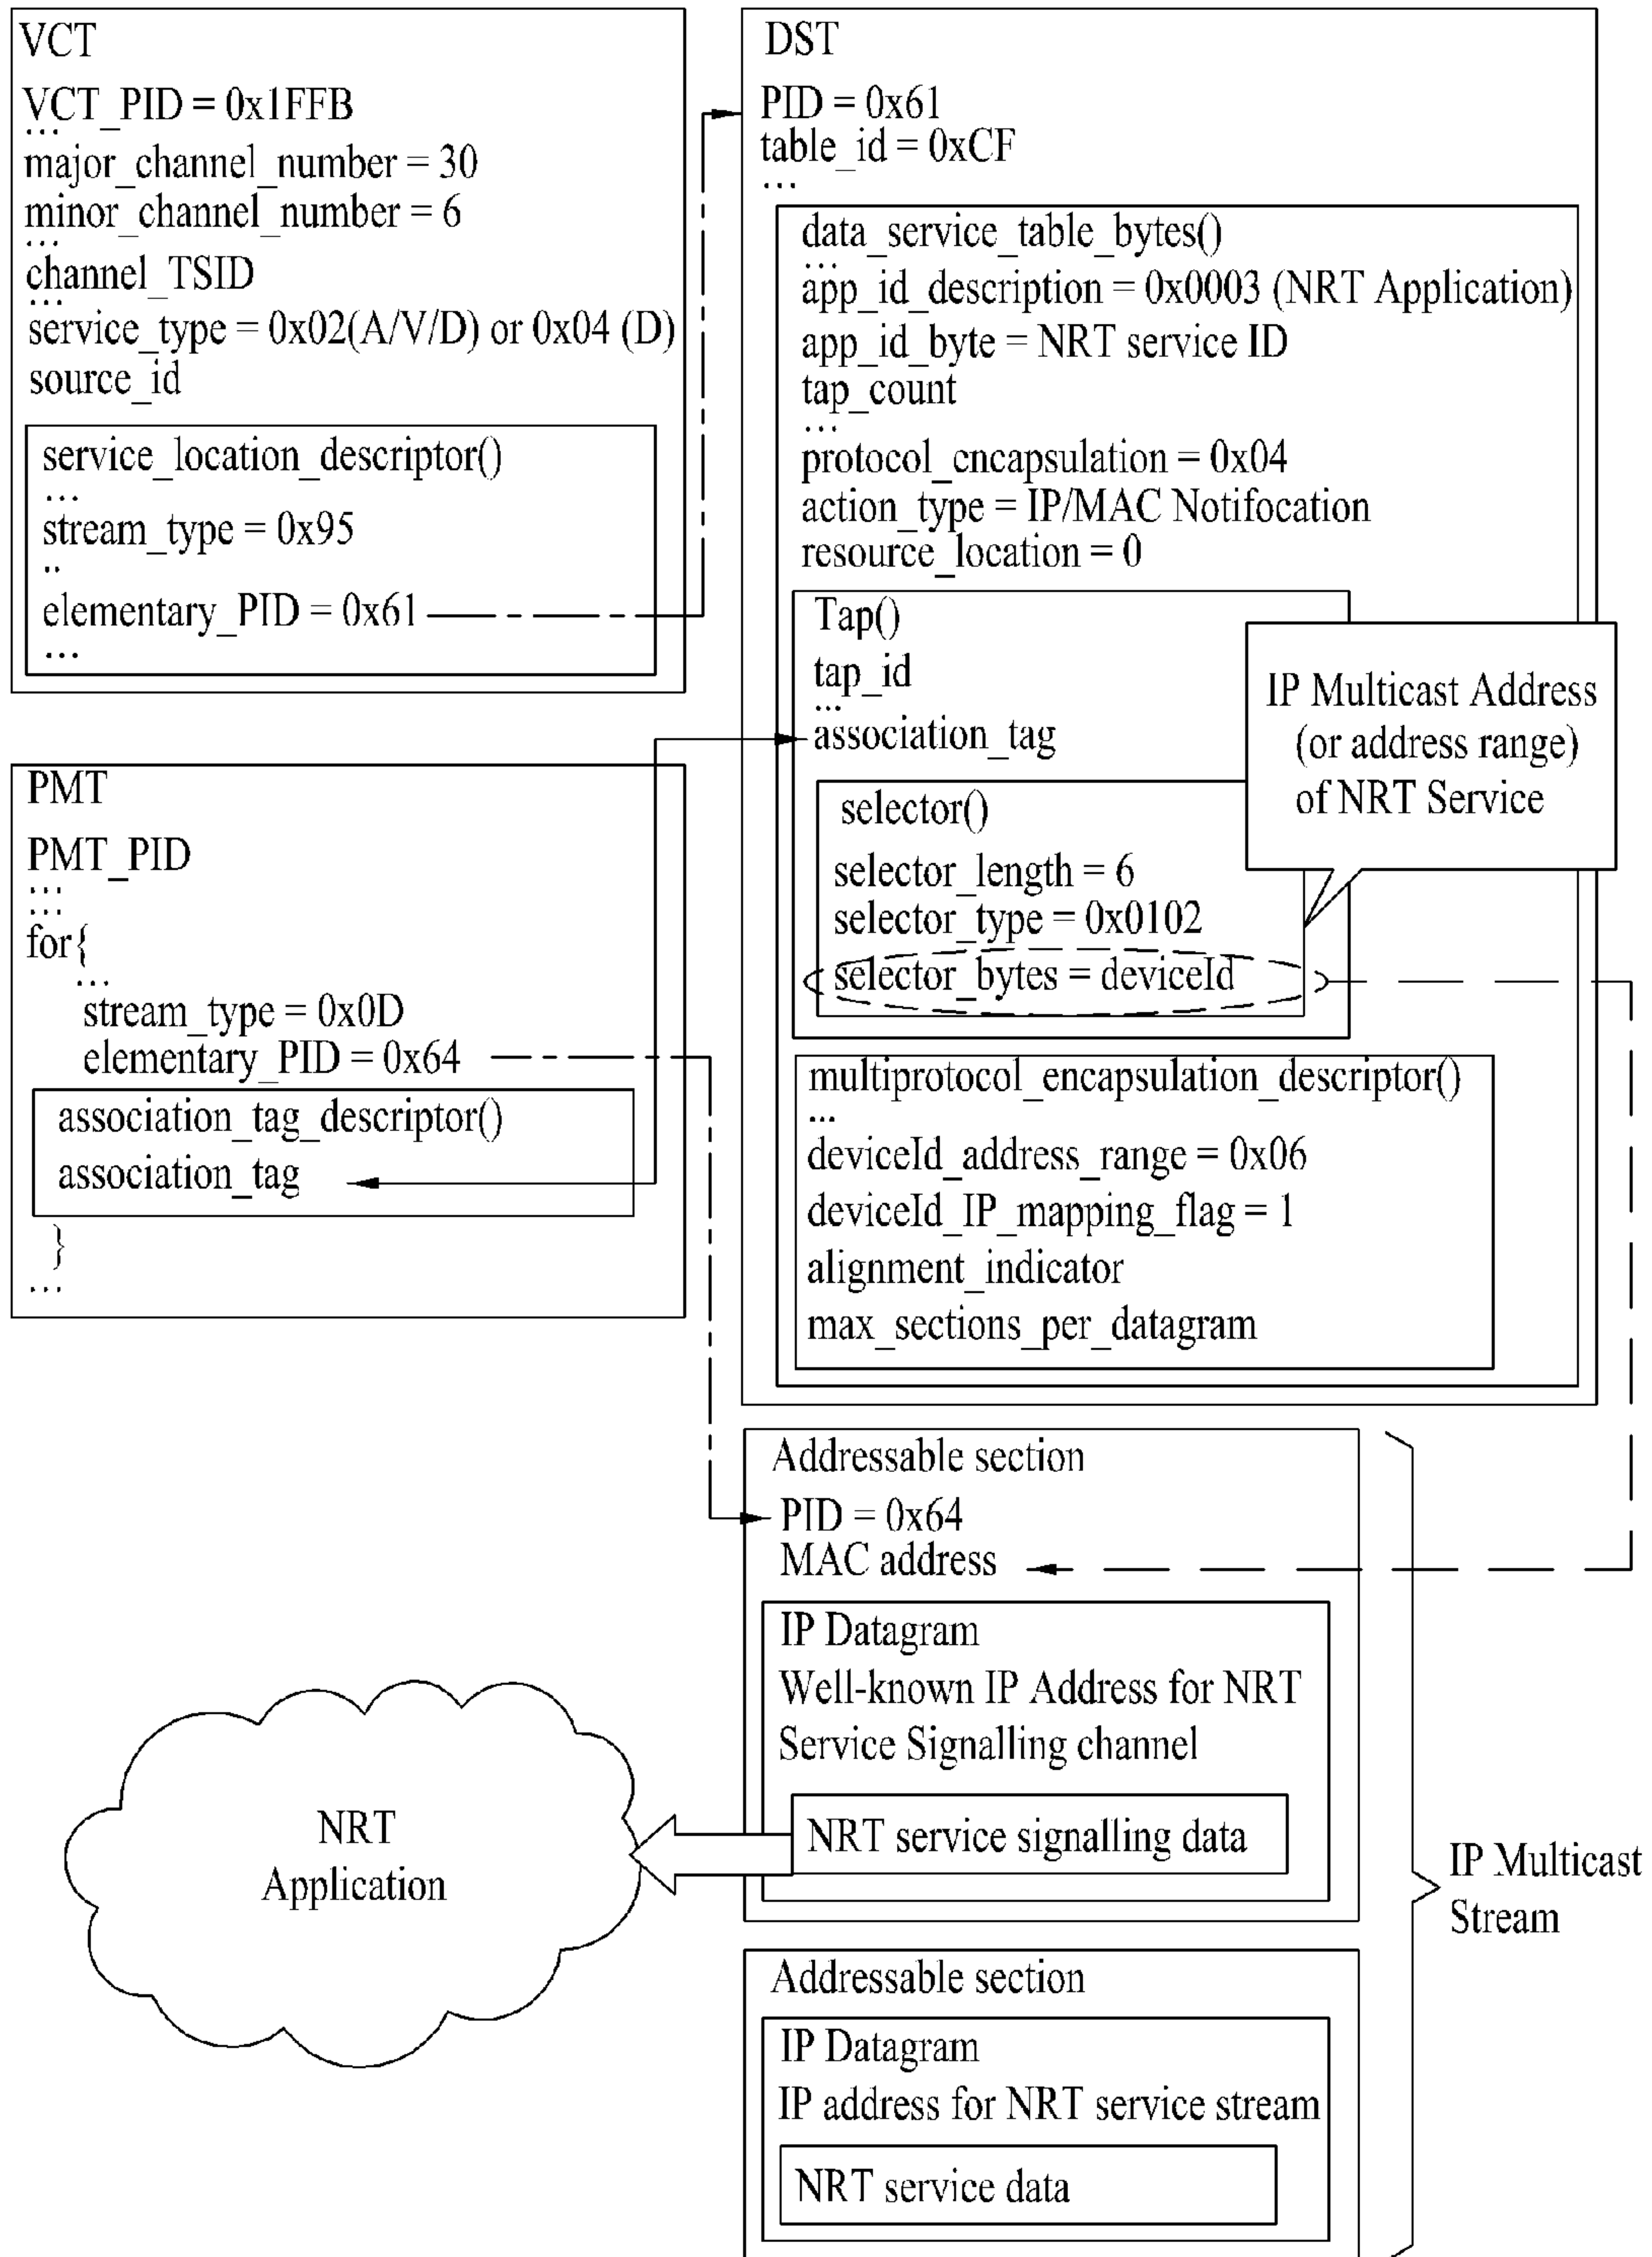 VCT
VCT_PID = 0x1FFB
...
major_channel_number = 30
minor_channel_number = 6
...
channel_TSID
...
service_type = 0x02(A/V/D) or 0x04 (D)
source_id
service_location_descriptor()
...
stream_type = 0x95
..
elementary_PID = 0x61
...
PMT
PMT_PID
...
...
for{
...
stream_type = 0x0D
elementary_PID = 0x64
association_tag_descriptor()
association_tag
}
...
DST
PID = 0x61
table_id = 0xCF
...
data_service_table_bytes()
...
app_id_description = 0x0003 (NRT Application)
app_id_byte = NRT service ID
tap_count
...
protocol_encapsulation = 0x04
action_type = IP/MAC Notifocation
resource_location = 0
Tap()
tap_id
...
association_tag
selector()
selector_length = 6
selector_type = 0x0102
selector_bytes = deviceId
IP Multicast Address
(or address range)
of NRT Service
multiprotocol_encapsulation_descriptor()
...
deviceId_address_range = 0x06
deviceId_IP_mapping_flag = 1
alignment_indicator
max_sections_per_datagram
Addressable section
PID = 0x64
MAC address
IP Datagram
Well-known IP Address for NRT
Service Signalling channel
NRT service signalling data
NRT
Application
IP Multicast
Stream
Addressable section
IP Datagram
IP address for NRT service stream
NRT service data